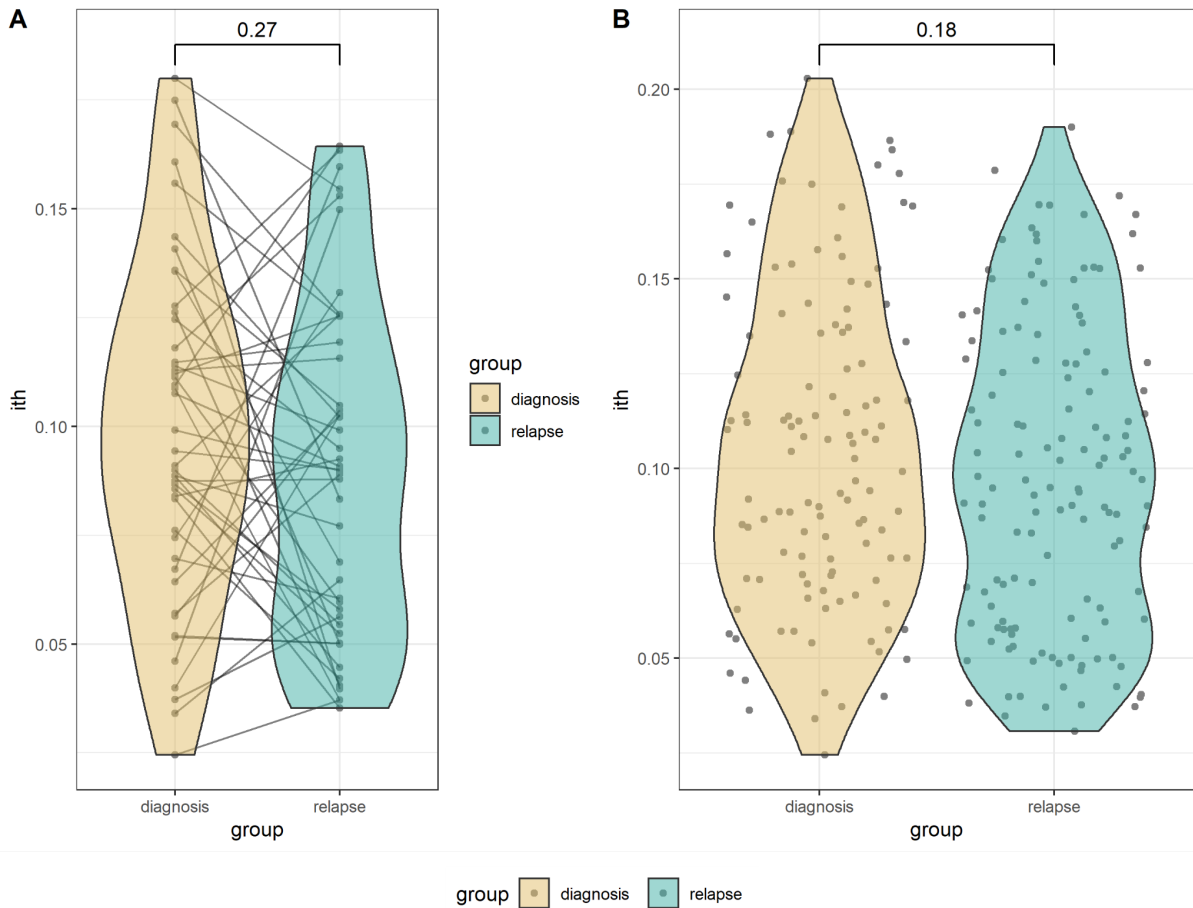 A
0.27
0.15
0.10
0.05
ith
diagnosis
relapse
group
group
diagnosis
relapse
B
0.18
0.20
0.15
0.10
0.05
ith
diagnosis
relapse
group
group
diagnosis
relapse